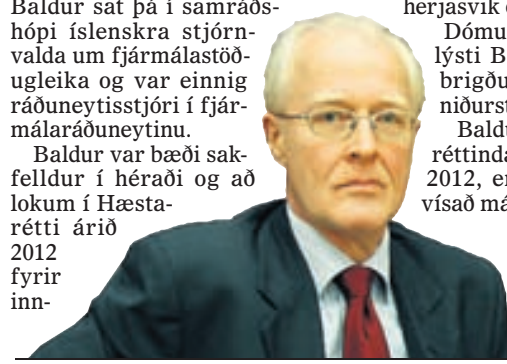 Baldur sat þá í samráðs-
hópi íslenskra stjórn-
valda um fjármálastöð-
ugleika og var einnig
ráðuneytisstjóri í fjár-
málaráðuneytinu.
Baldur var bæði sak-
felldur í héraði og að
lokum í Hæsta-
rétti árið
2012
fyrir
inn-
herjasvik
Dómu
lýsti B
brigðu
niðurst
Baldu
réttinda
2012, en
vísað má